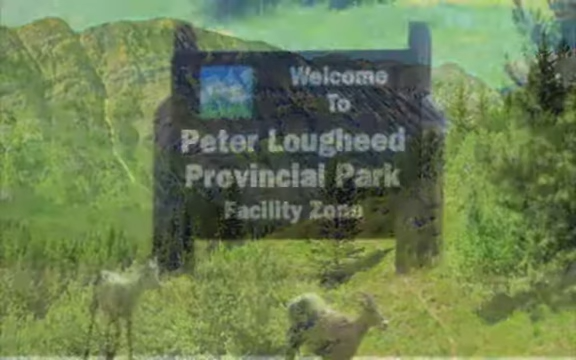 Welcome
To
Peter Lougheed
Provincial Park
Facility Zone